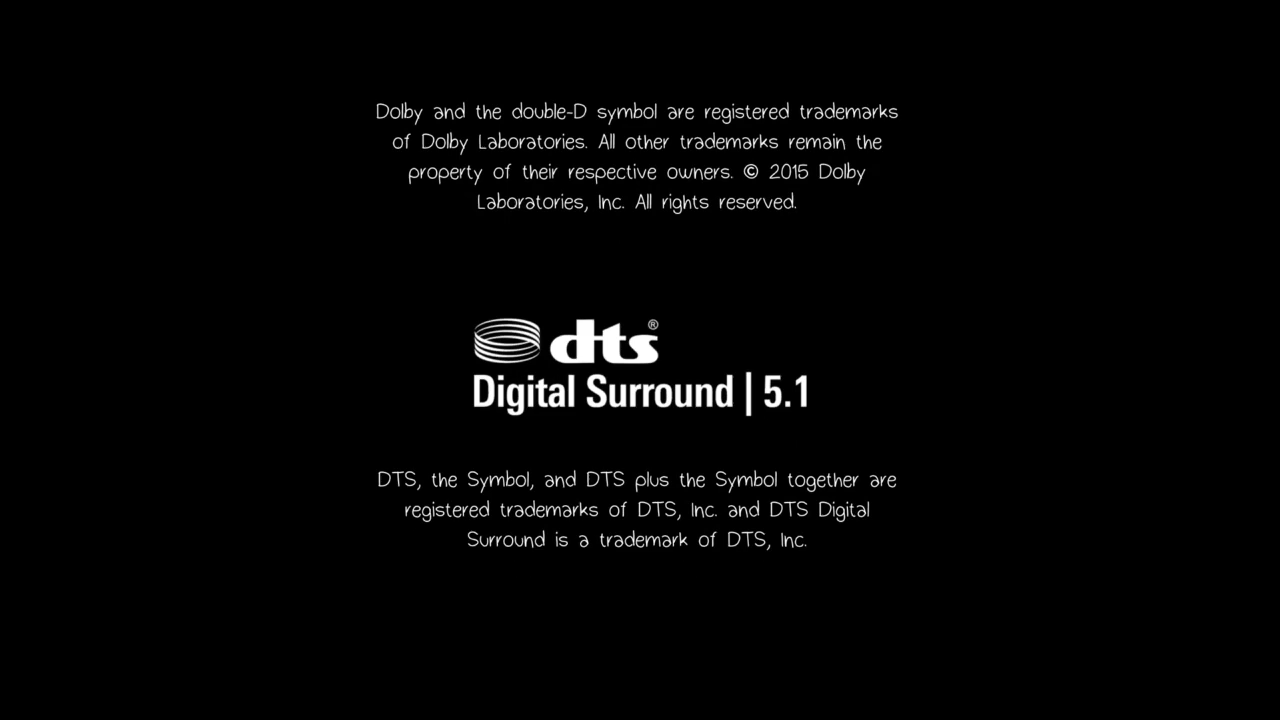 Dolby and the double-D symbol are registered trademarks
of Dolby Laboratories. All other trademarks remain the
property of their respective owners. © 2015 Dolby
Laboratories, Inc. All rights reserved.
dts®
Digital Surround | 5.1
DTS, the Symbol, and DTS plus the Symbol together are
registered trademarks of DTS, Inc. and DTS Digital
Surround is a trademark of DTS, Inc.